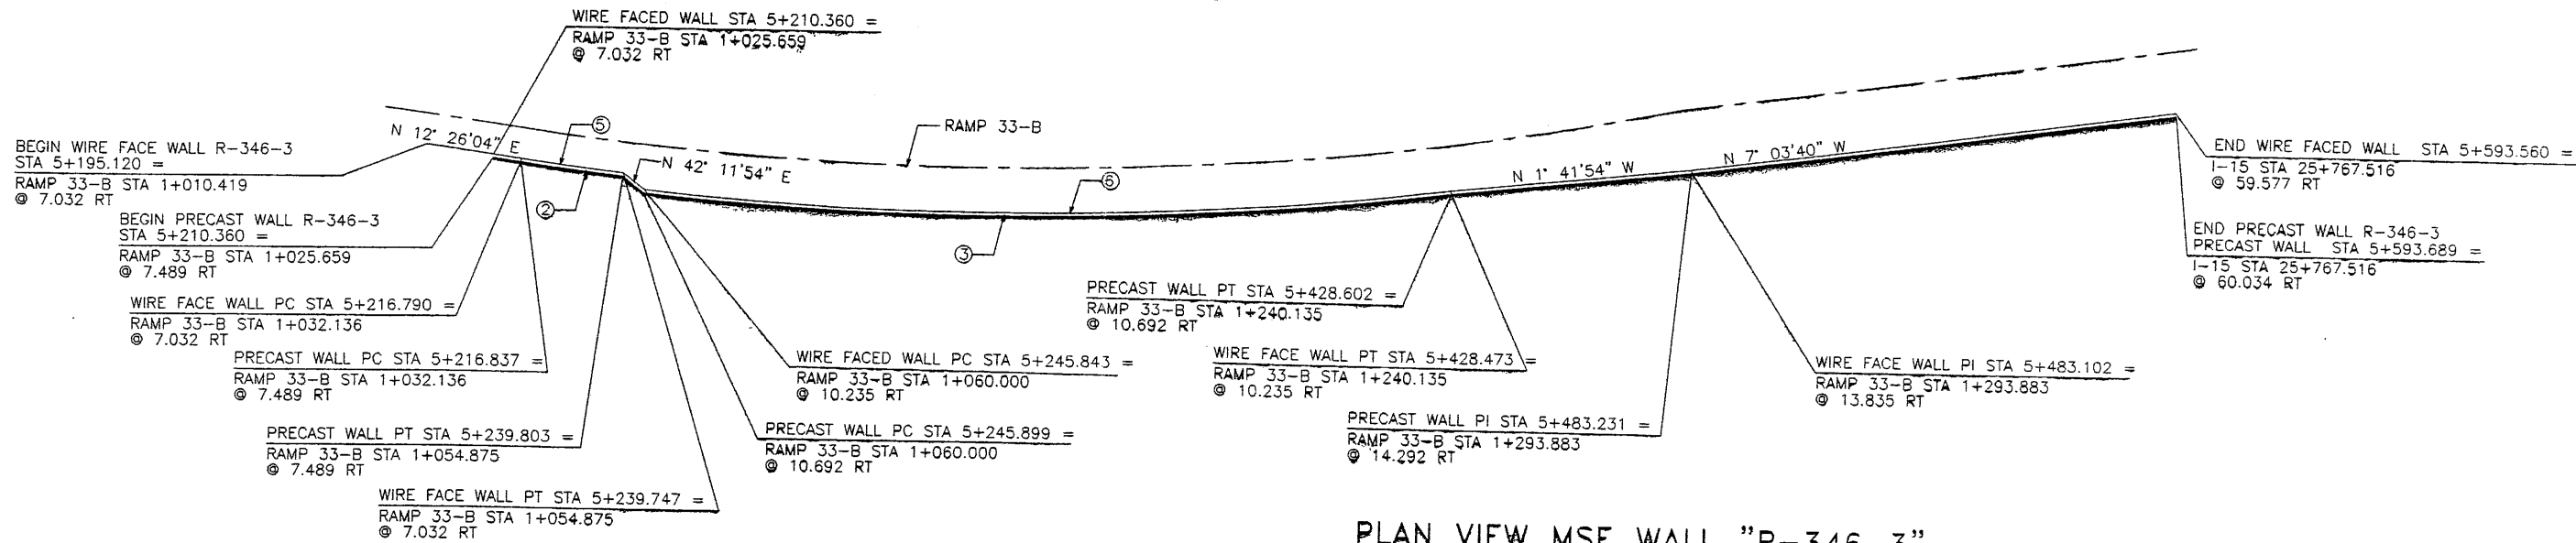 WIRE FACED WALL STA 5+210.360 =
RAMP 33-B STA 1+025.659
@ 7.032 RT
BEGIN WIRE FACE WALL R-346-3
STA 5+195.120 =
RAMP 33-B STA 1+010.419
@ 7.032 RT
N 12° 26'04" E
⑤
②
N 42° 11'54" E
RAMP 33-B
⑥
③
N 1° 41'54" W
N 7° 03'40" W
END WIRE FACED WALL STA 5+593.560 =
I-15 STA 25+767.516
@ 59.577 RT
BEGIN PRECAST WALL R-346-3
STA 5+210.360 =
RAMP 33-B STA 1+025.659
@ 7.489 RT
END PRECAST WALL R-346-3
PRECAST WALL STA 5+593.689 =
I-15 STA 25+767.516
@ 60.034 RT
WIRE FACE WALL PC STA 5+216.790 =
RAMP 33-B STA 1+032.136
@ 7.032 RT
PRECAST WALL PT STA 5+428.602 =
RAMP 33-B STA 1+240.135
@ 10.692 RT
PRECAST WALL PC STA 5+216.837 =
RAMP 33-B STA 1+032.136
@ 7.489 RT
WIRE FACED WALL PC STA 5+245.843 =
RAMP 33-B STA 1+060.000
@ 10.235 RT
WIRE FACE WALL PT STA 5+428.473 =
RAMP 33-B STA 1+240.135
@ 10.235 RT
WIRE FACE WALL PI STA 5+483.102 =
RAMP 33-B STA 1+293.883
@ 13.835 RT
PRECAST WALL PT STA 5+239.803 =
RAMP 33-B STA 1+054.875
@ 7.489 RT
PRECAST WALL PC STA 5+245.899 =
RAMP 33-B STA 1+060.000
@ 10.692 RT
PRECAST WALL PI STA 5+483.231 =
RAMP 33-B STA 1+293.883
@ 14.292 RT
WIRE FACE WALL PT STA 5+239.747 =
RAMP 33-B STA 1+054.875
@ 7.032 RT
PLAN VIEW MSE WALL "R-346-3"